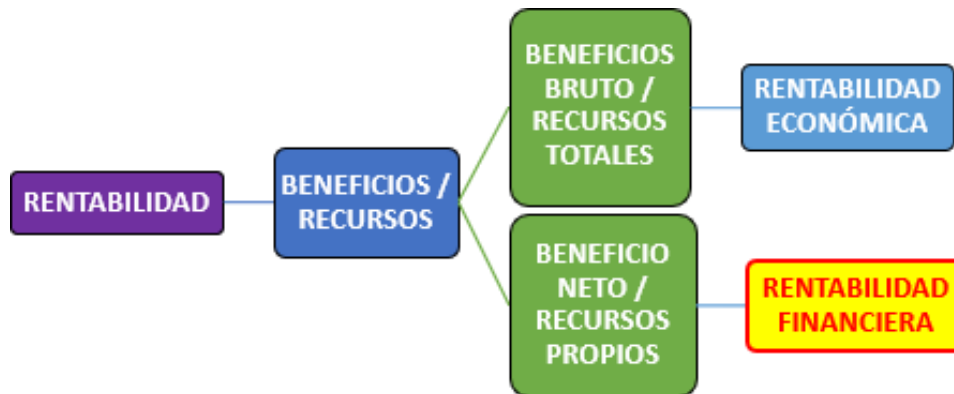 RENTABILIDAD
BENEFICIOS /
RECURSOS
BENEFICIOS
BRUTO /
RECURSOS
TOTALES
RENTABILIDAD
ECONÓMICA
BENEFICIO
NETO /
RECURSOS
PROPIOS
RENTABILIDAD
FINANCIERA